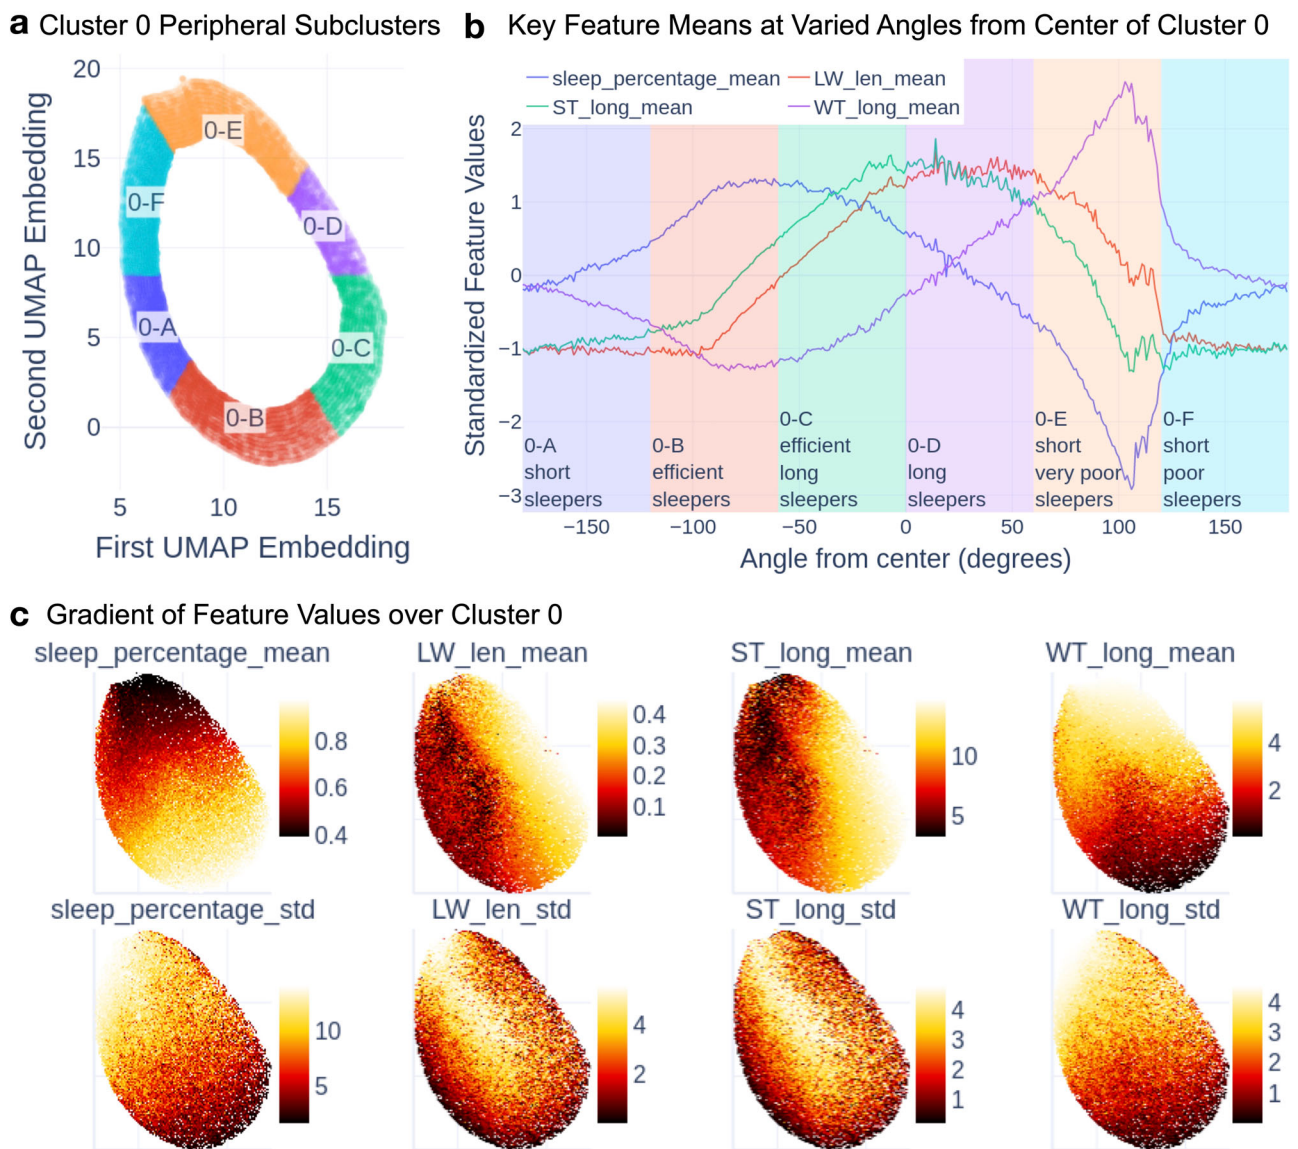 a Cluster 0 Peripheral Subclusters
20
15
10
5
0
5
10
15
0-E
0-F
0-D
0-A
0-C
0-B
Second UMAP Embedding
First UMAP Embedding
b Key Feature Means at Varied Angles from Center of Cluster 0
sleep_percentage_mean
LW_len_mean
ST_long_mean
WT_long_mean
Standardized Feature Values
2
1
0
−1
−2
−3
0-A
short
sleepers
0-B
efficient
sleepers
0-C
efficient
long
sleepers
0-D
long
sleepers
0-E
short
very poor
sleepers
0-F
short
poor
sleepers
−150
−100
−50
0
50
100
150
Angle from center (degrees)
c Gradient of Feature Values over Cluster 0
sleep_percentage_mean
0.8
0.6
0.4
LW_len_mean
0.4
0.3
0.2
0.1
ST_long_mean
10
5
WT_long_mean
4
2
sleep_percentage_std
10
5
LW_len_std
4
2
ST_long_std
4
3
2
1
WT_long_std
4
3
2
1